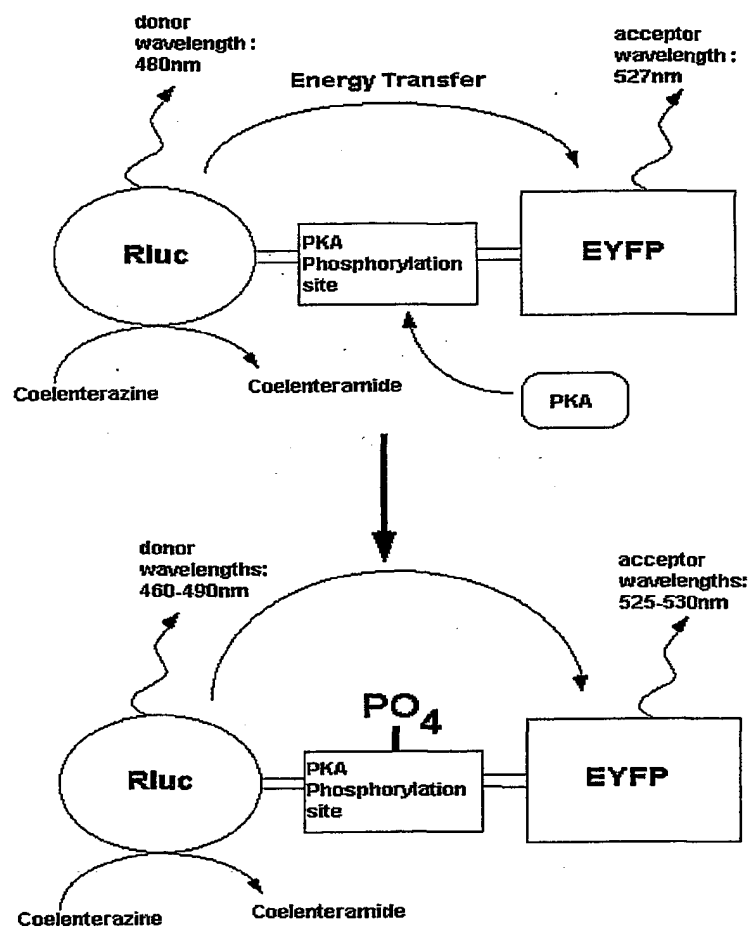 donor
wavelength :
480nm
acceptor
wavelength :
527nm
Energy Transfer
Rluc
PKA
Phosphorylation
site
EYFP
Coelenterazine
Coelenteramide
PKA
donor
wavelengths:
460-490nm
acceptor
wavelengths:
525-530nm
PO4
Rluc
PKA
Phosphorylation
site
EYFP
Coelenterazine
Coelenteramide